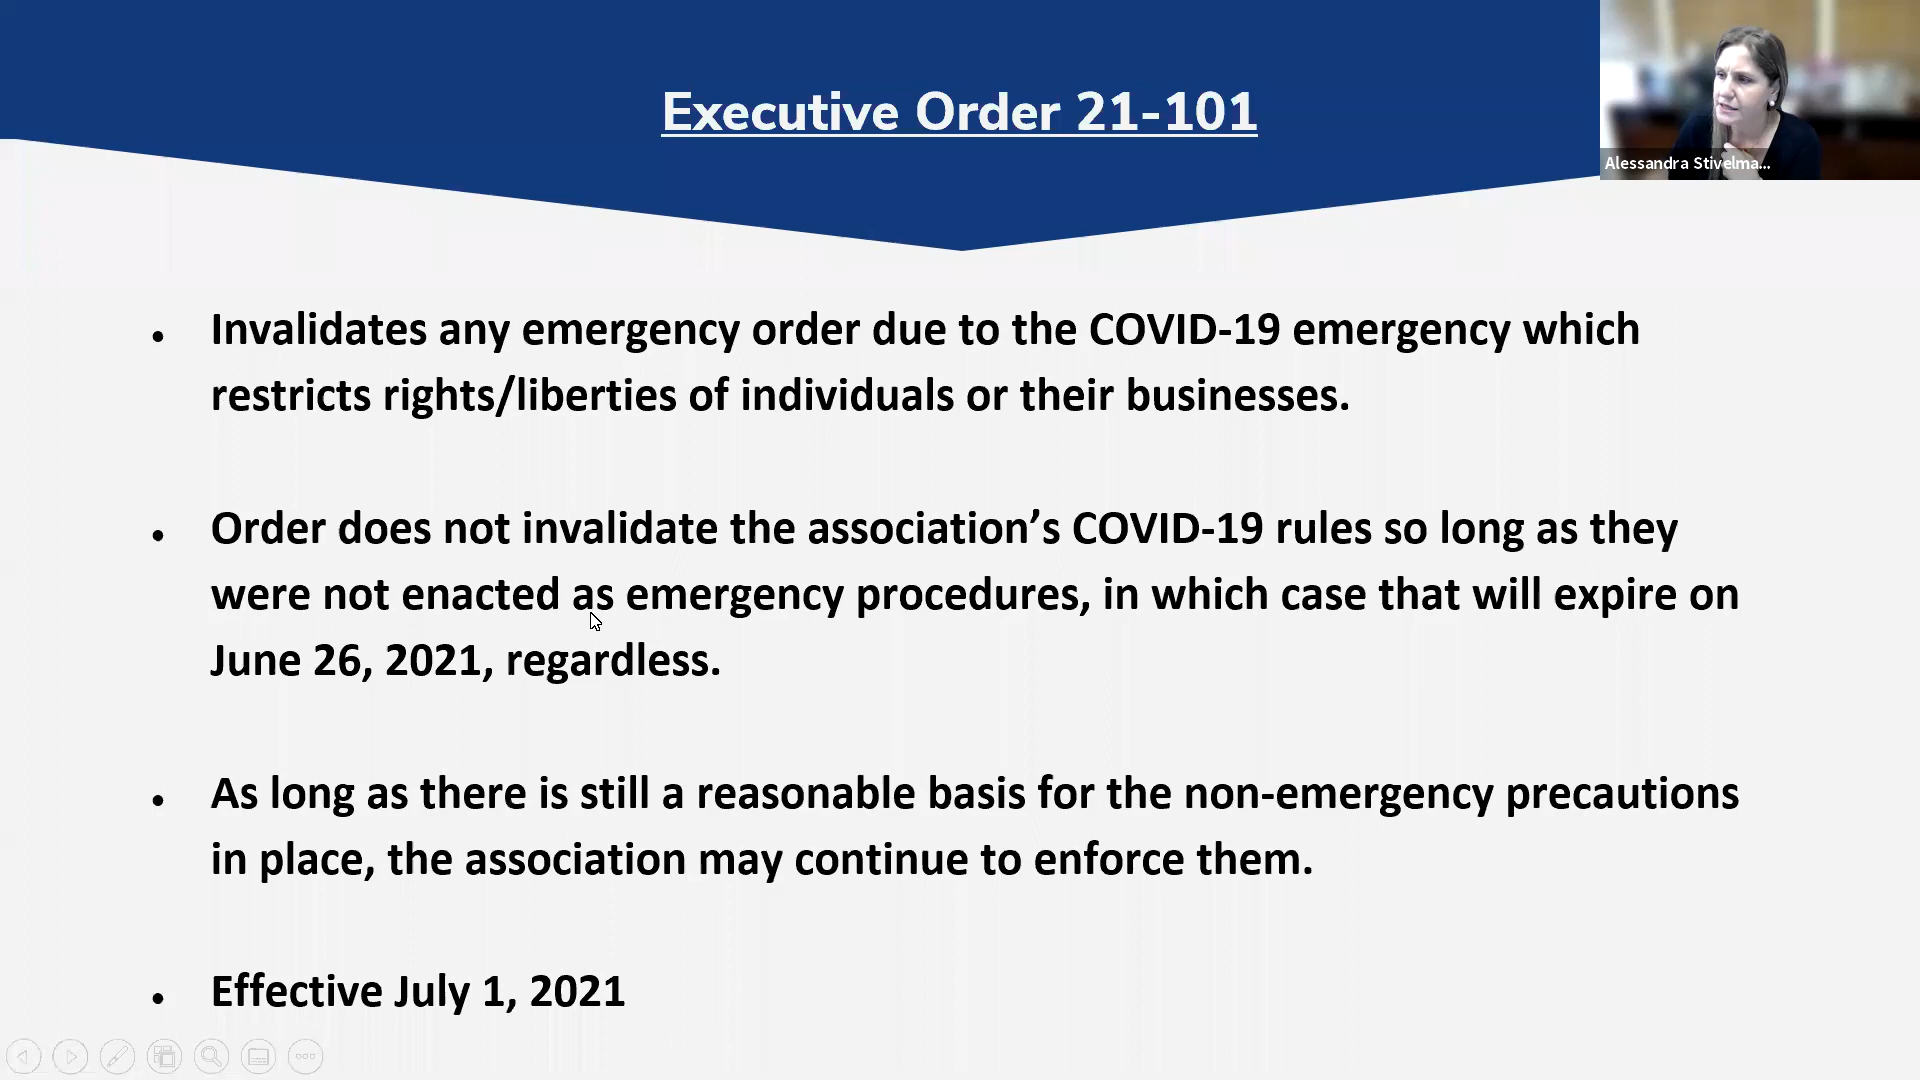 Executive Order 21-101
Alessandra Stivelma...
• Invalidates any emergency order due to the COVID-19 emergency which
restricts rights/liberties of individuals or their businesses.
• Order does not invalidate the association’s COVID-19 rules so long as they
were not enacted as emergency procedures, in which case that will expire on
June 26, 2021, regardless.
• As long as there is still a reasonable basis for the non-emergency precautions
in place, the association may continue to enforce them.
• Effective July 1, 2021